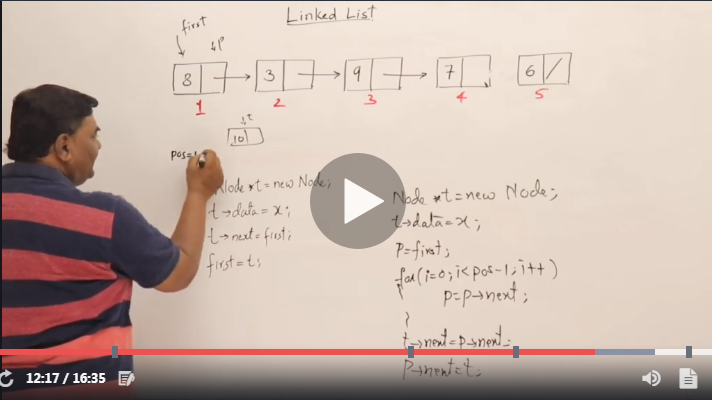 Linked List
first
p
8
3
9
7
6
1
2
3
4
5
t
10
pos=
Node *t=new Node;
t→data=x;
t→next=first;
first=t;
Node *t=new Node;
t→data=x;
P=first;
for(i=0;i<pos-1;i++)
{
p=p→next;
}
t→next=p→next;
P→next=t;
12:17 / 16:35